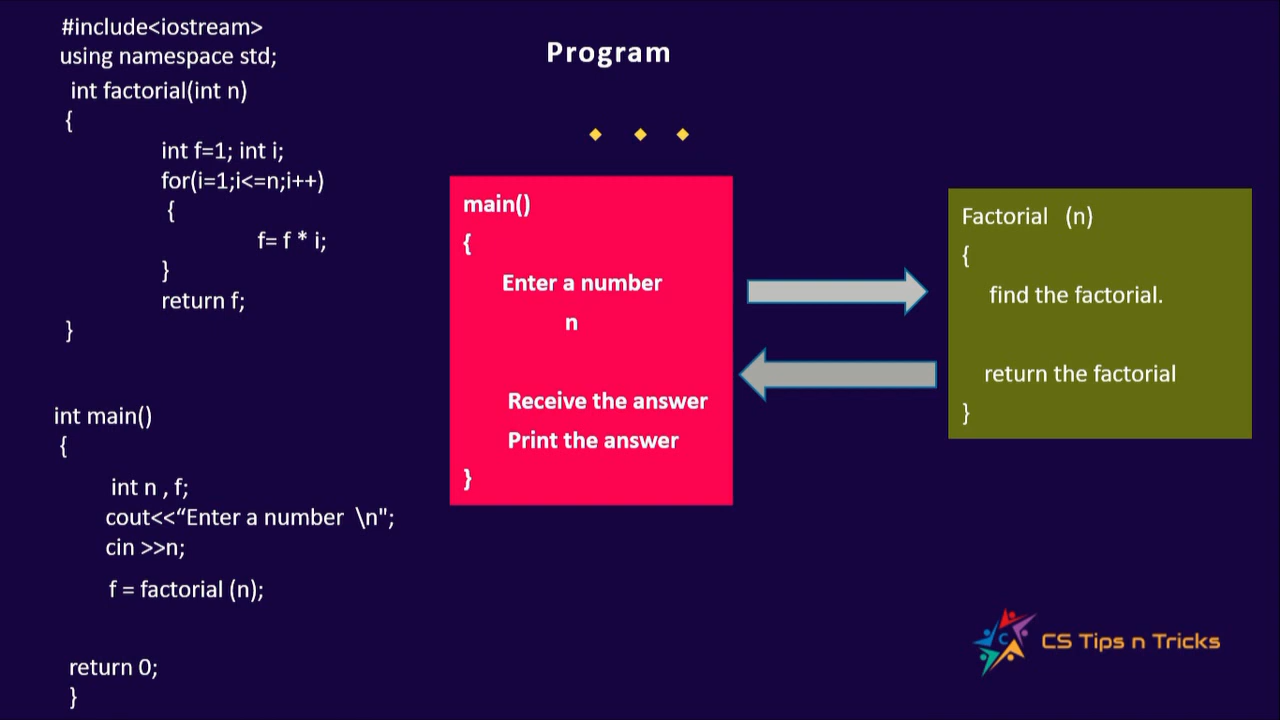 #include<iostream>
using namespace std;
int factorial(int n)
{
int f=1; int i;
for(i=1;i<=n;i++)
{
f= f * i;
}
return f;
}
int main()
{
int n , f;
cout<<“Enter a number \n";
cin >>n;
f = factorial (n);
return 0;
}
Program
main()
{
Enter a number
n
Receive the answer
Print the answer
}
Factorial (n)
{
find the factorial.
return the factorial
}
C
CS Tips n Tricks